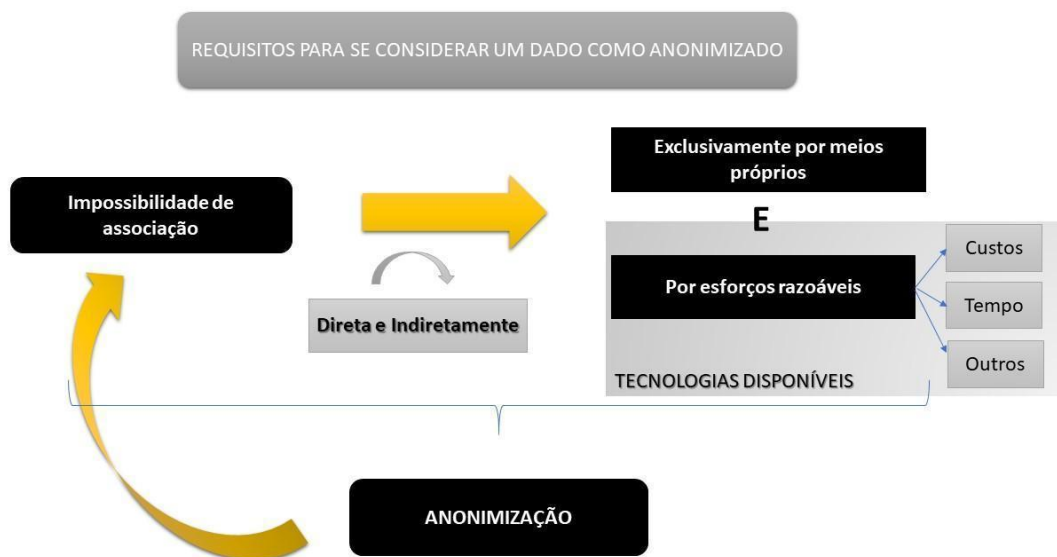 REQUISITOS PARA SE CONSIDERAR UM DADO COMO ANONIMIZADO
Impossibilidade de
associação
Direta e Indiretamente
Exclusivamente por meios
próprios
E
Por esforços razoáveis
Custos
Tempo
Outros
TECNOLOGIAS DISPONÍVEIS
ANONIMIZAÇÃO